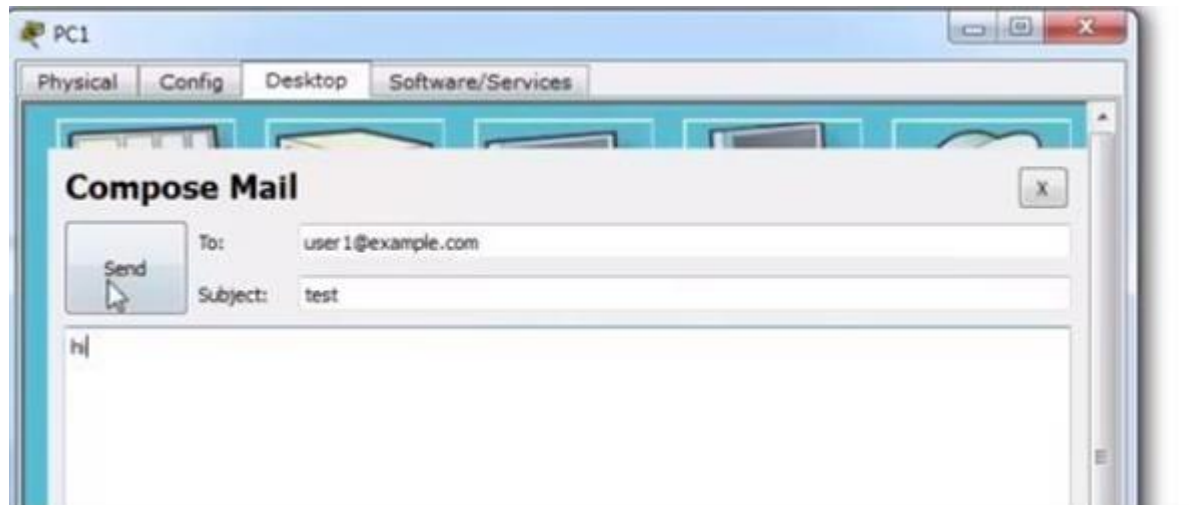 PC1
X
Physical Config Desktop Software/Services
Compose Mail
X
To: user1@example.com
Send
Subject: test
hi